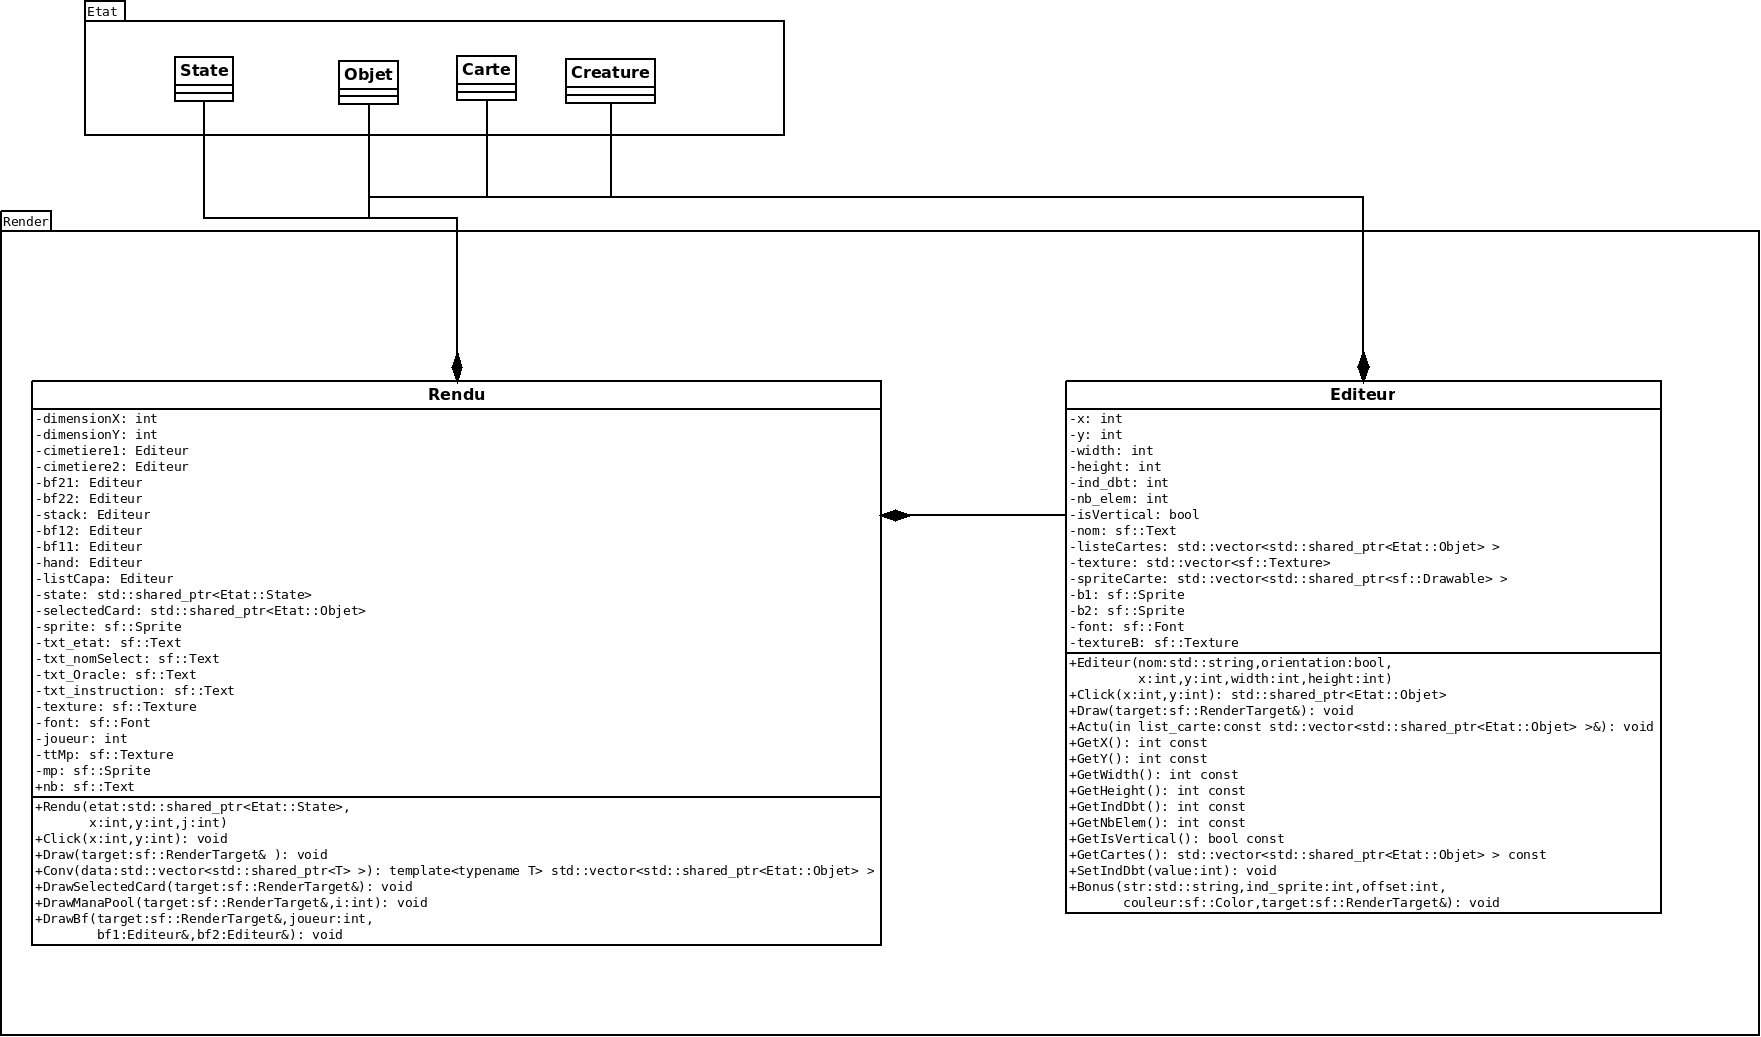 Etat
State
Objet
Carte
Creature
Render
Rendu
-dimensionX: int
-dimensionY: int
-cimetiere1: Editeur
-cimetiere2: Editeur
-bf21: Editeur
-bf22: Editeur
-stack: Editeur
-bf12: Editeur
-bf11: Editeur
-hand: Editeur
-listCapa: Editeur
-state: std::shared_ptr<Etat::State>
-selectedCard: std::shared_ptr<Etat::Objet>
-sprite: sf::Sprite
-txt_etat: sf::Text
-txt_nomSelect: sf::Text
-txt_Oracle: sf::Text
-txt_instruction: sf::Text
-texture: sf::Texture
-font: sf::Font
-joueur: int
-ttMp: sf::Texture
-mp: sf::Sprite
+nb: sf::Text
+Rendu(etat:std::shared_ptr<Etat::State>,
x:int,y:int,j:int)
+Click(x:int,y:int): void
+Draw(target:sf::RenderTarget& ): void
+Conv(data:std::vector<std::shared_ptr<T> >): template<typename T> std::vector<std::shared_ptr<Etat::Objet> >
+DrawSelectedCard(target:sf::RenderTarget&): void
+DrawManaPool(target:sf::RenderTarget&,i:int): void
+DrawBf(target:sf::RenderTarget&,joueur:int,
bf1:Editeur&,bf2:Editeur&): void
Editeur
-x: int
-y: int
-width: int
-height: int
-ind_dbt: int
-nb_elem: int
-isVertical: bool
-nom: sf::Text
-listeCartes: std::vector<std::shared_ptr<Etat::Objet> >
-texture: std::vector<sf::Texture>
-spriteCarte: std::vector<std::shared_ptr<sf::Drawable> >
-b1: sf::Sprite
-b2: sf::Sprite
-font: sf::Font
-textureB: sf::Texture
+Editeur(nom:std::string,orientation:bool,
x:int,y:int,width:int,height:int)
+Click(x:int,y:int): std::shared_ptr<Etat::Objet>
+Draw(target:sf::RenderTarget&): void
+Actu(in list_carte:const std::vector<std::shared_ptr<Etat::Objet> >&): void
+GetX(): int const
+GetY(): int const
+GetWidth(): int const
+GetHeight(): int const
+GetIndDbt(): int const
+GetNbElem(): int const
+GetIsVertical(): bool const
+GetCartes(): std::vector<std::shared_ptr<Etat::Objet> > const
+SetIndDbt(value:int): void
+Bonus(str:std::string,ind_sprite:int,offset:int,
couleur:sf::Color,target:sf::RenderTarget&): void